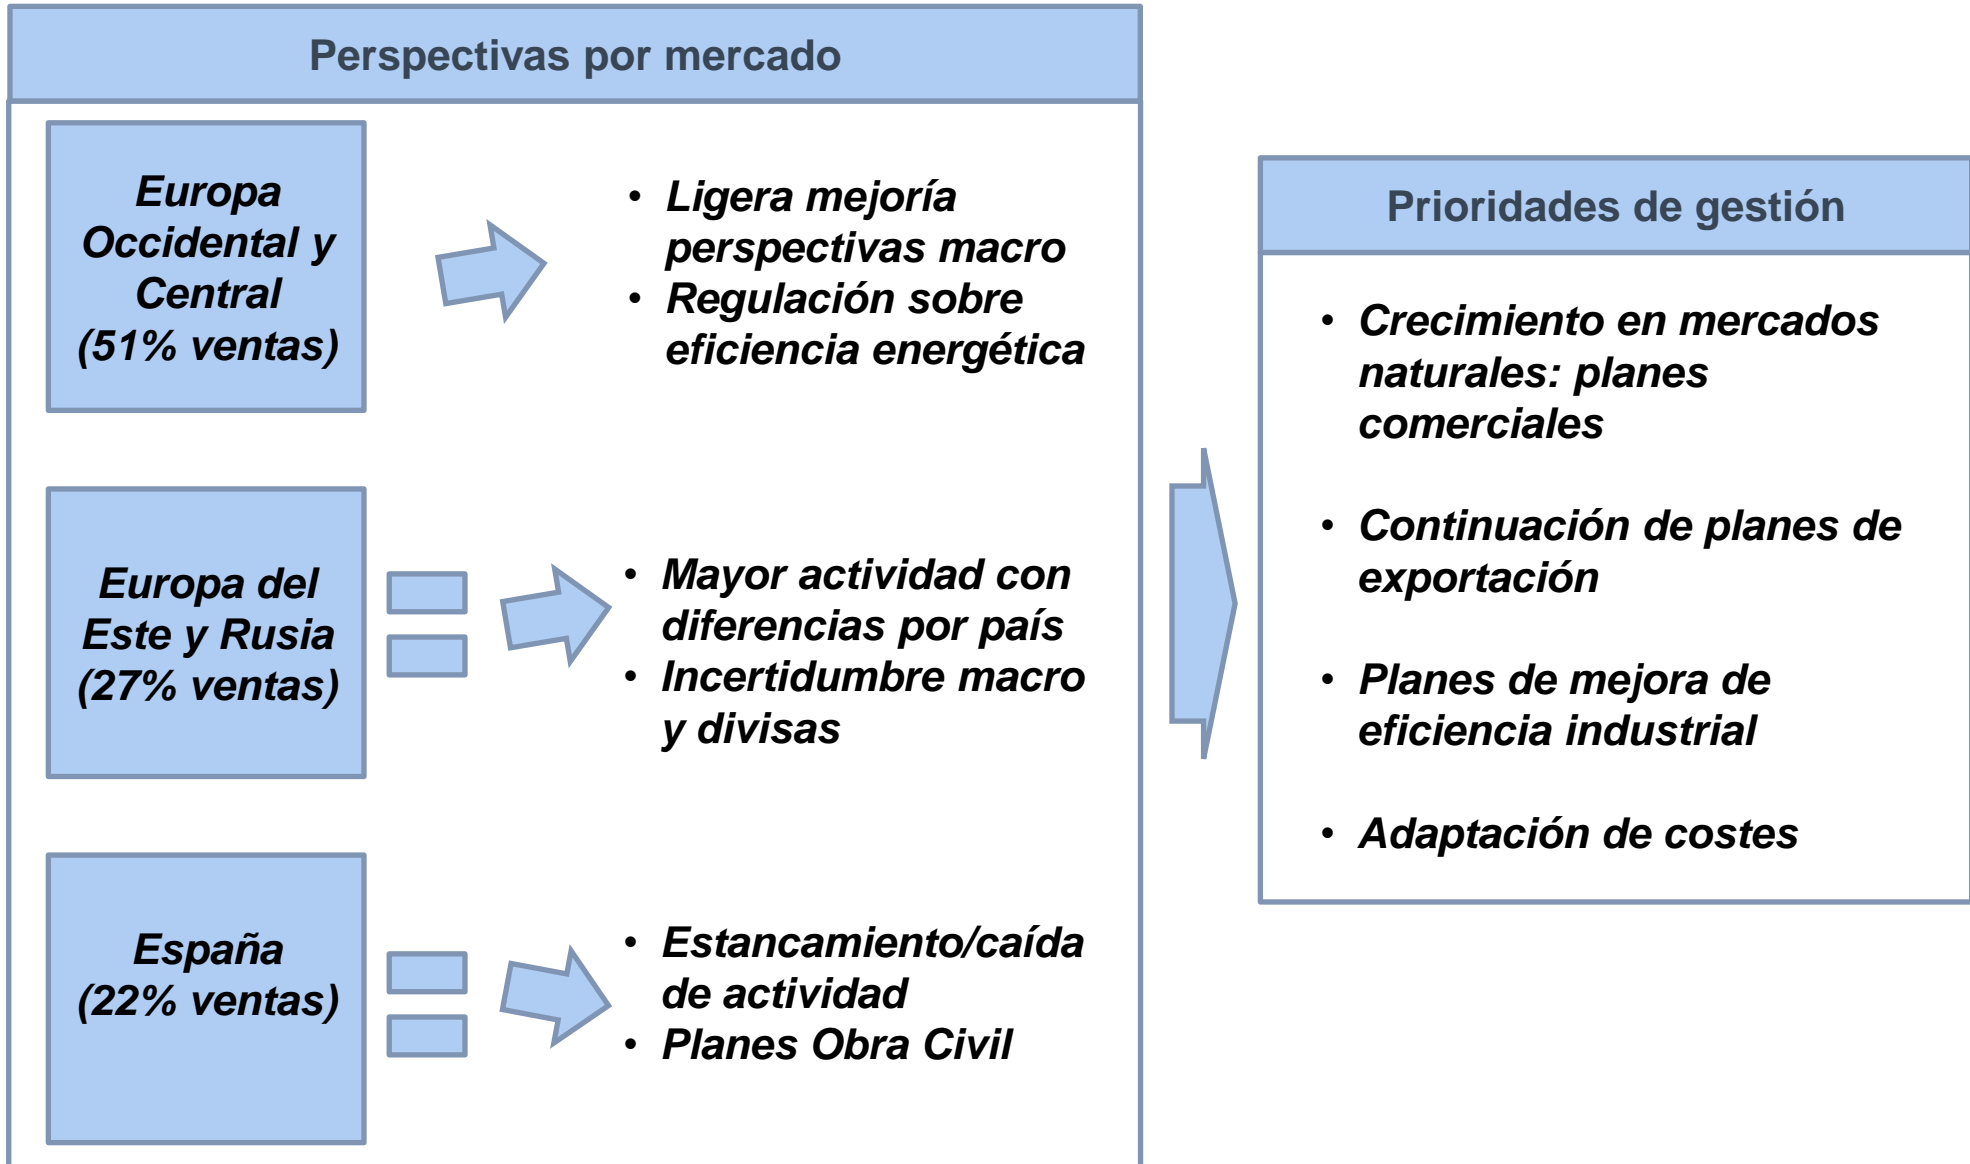 Perspectivas por mercado
Europa
Occidental y
Central
(51% ventas)
• Ligera mejoría
perspectivas macro
• Regulación sobre
eficiencia energética
Europa del
Este y Rusia
(27% ventas)
• Mayor actividad con
diferencias por país
• Incertidumbre macro
y divisas
España
(22% ventas)
• Estancamiento/caída
de actividad
• Planes Obra Civil
Prioridades de gestión
• Crecimiento en mercados
naturales: planes
comerciales
• Continuación de planes de
exportación
• Planes de mejora de
eficiencia industrial
• Adaptación de costes